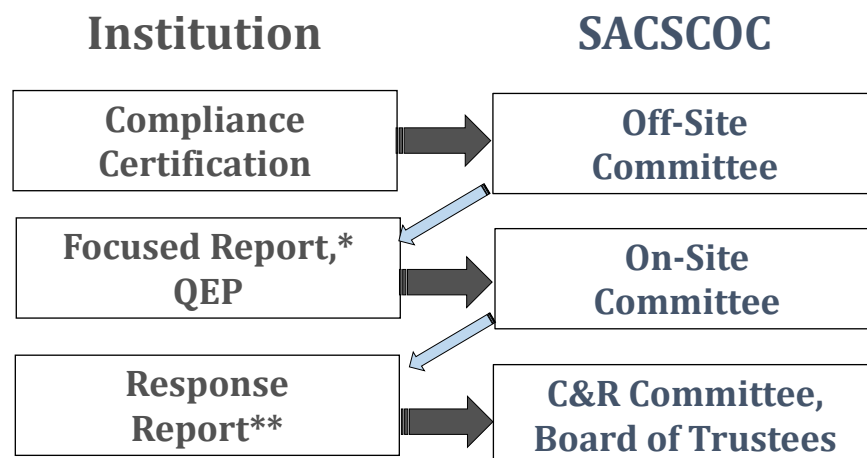 Institution
SACSCOC
Compliance
Certification
Off-Site
Committee
Focused Report,*
QEP
On-Site
Committee
Response
Report**
C&R Committee,
Board of Trustees